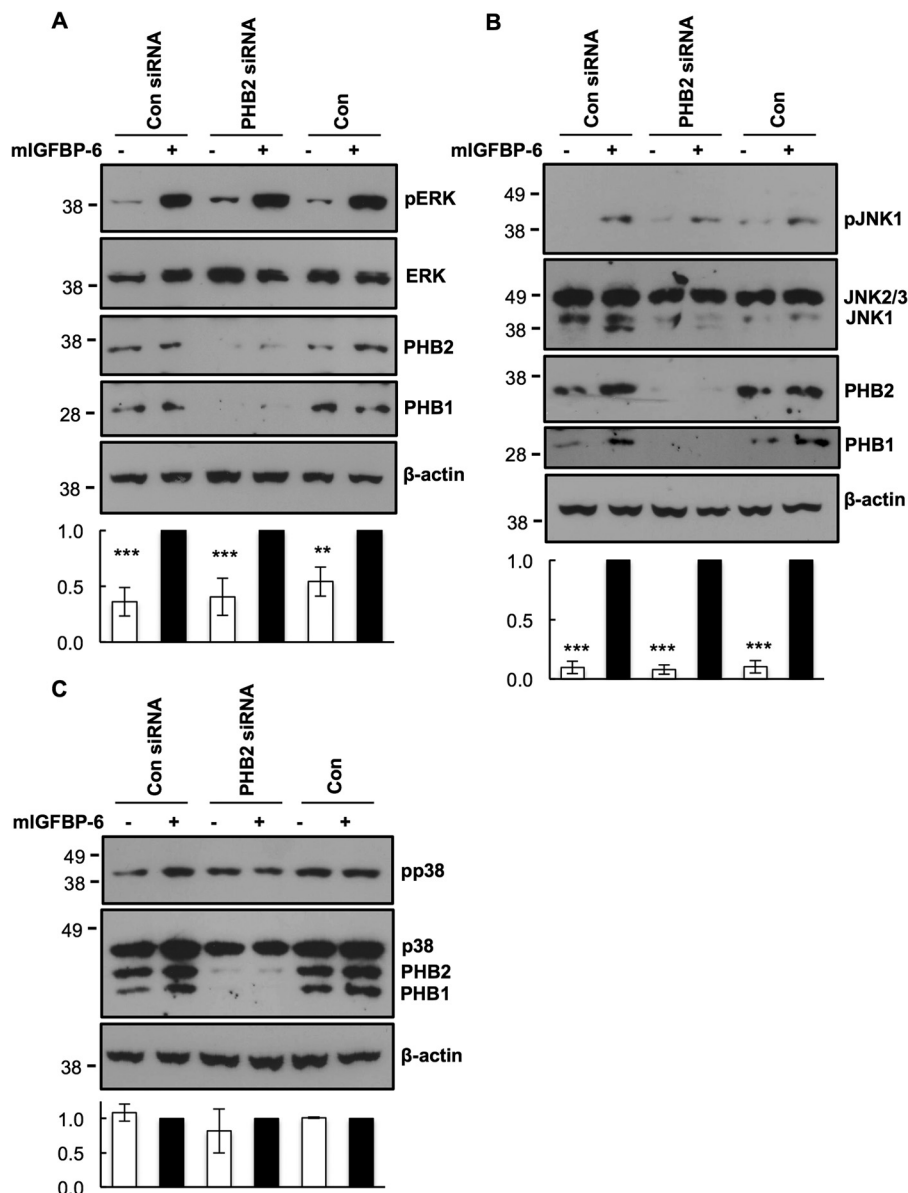 A
Con siRNA
PHB2 siRNA
Con
mIGFBP-6 - + - + - +
38 pERK
38 ERK
38 PHB2
28 PHB1
38 β-actin
1.0
0.5
0.0
*** *** **
B
Con siRNA
PHB2 siRNA
Con
mIGFBP-6 - + - + - +
49
38
pJNK1
49 JNK2/3
38 JNK1
38 PHB2
28 PHB1
38 β-actin
1.0
0.5
0.0
*** *** ***
C
Con siRNA
PHB2 siRNA
Con
mIGFBP-6 - + - + - +
49
38
pp38
49
p38
PHB2
PHB1
38 β-actin
1.0
0.5
0.0